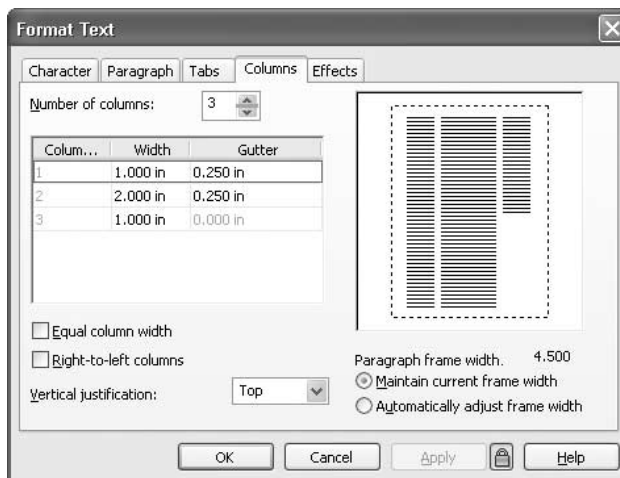 Format Text
Character Paragraph Tabs Columns Effects
Number of columns: 3
Colum... Width Gutter
1 1.000 in 0.250 in
2 2.000 in 0.250 in
3 1.000 in 0.000 in
Equal column width
Right-to-left columns
Vertical justification: Top
Paragraph frame width. 4.500
Maintain current frame width
Automatically adjust frame width
OK Cancel Apply Help